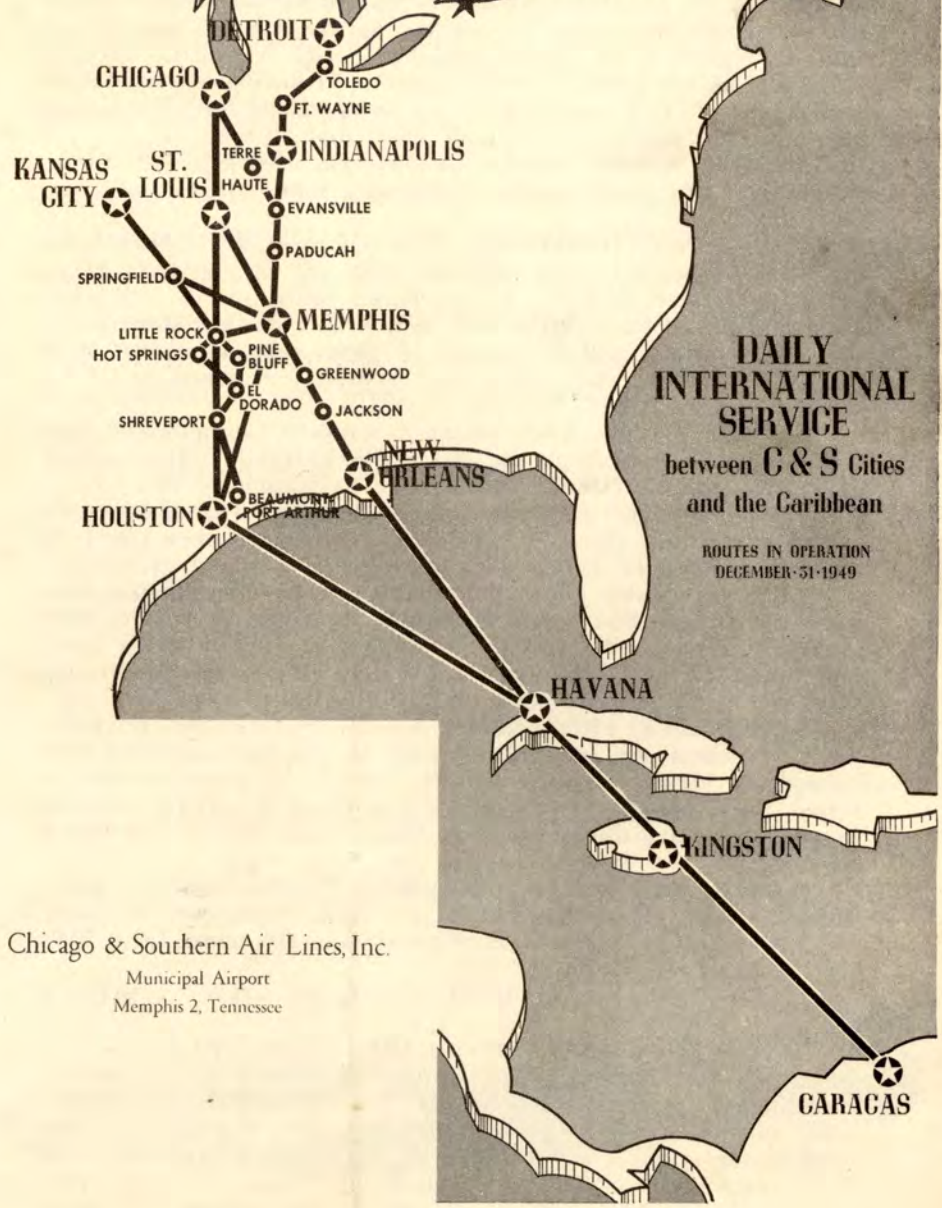 DETROIT
TOLEDO
CHICAGO
FT. WAYNE
TERRE
HAUTE
INDIANAPOLIS
KANSAS
CITY
ST.
LOUIS
EVANSVILLE
PADUCAH
SPRINGFIELD
MEMPHIS
LITTLE ROCK
HOT SPRINGS
PINE
BLUFF
GREENWOOD
EL
DORADO
JACKSON
SHREVEPORT
NEW
ORLEANS
BEAUMONT-
PORT ARTHUR
HOUSTON
DAILY
INTERNATIONAL
SERVICE
between C & S Cities
and the Caribbean
ROUTES IN OPERATION
DECEMBER·31·1949
HAVANA
KINGSTON
CARACAS
Chicago & Southern Air Lines, Inc.
Municipal Airport
Memphis 2, Tennessee